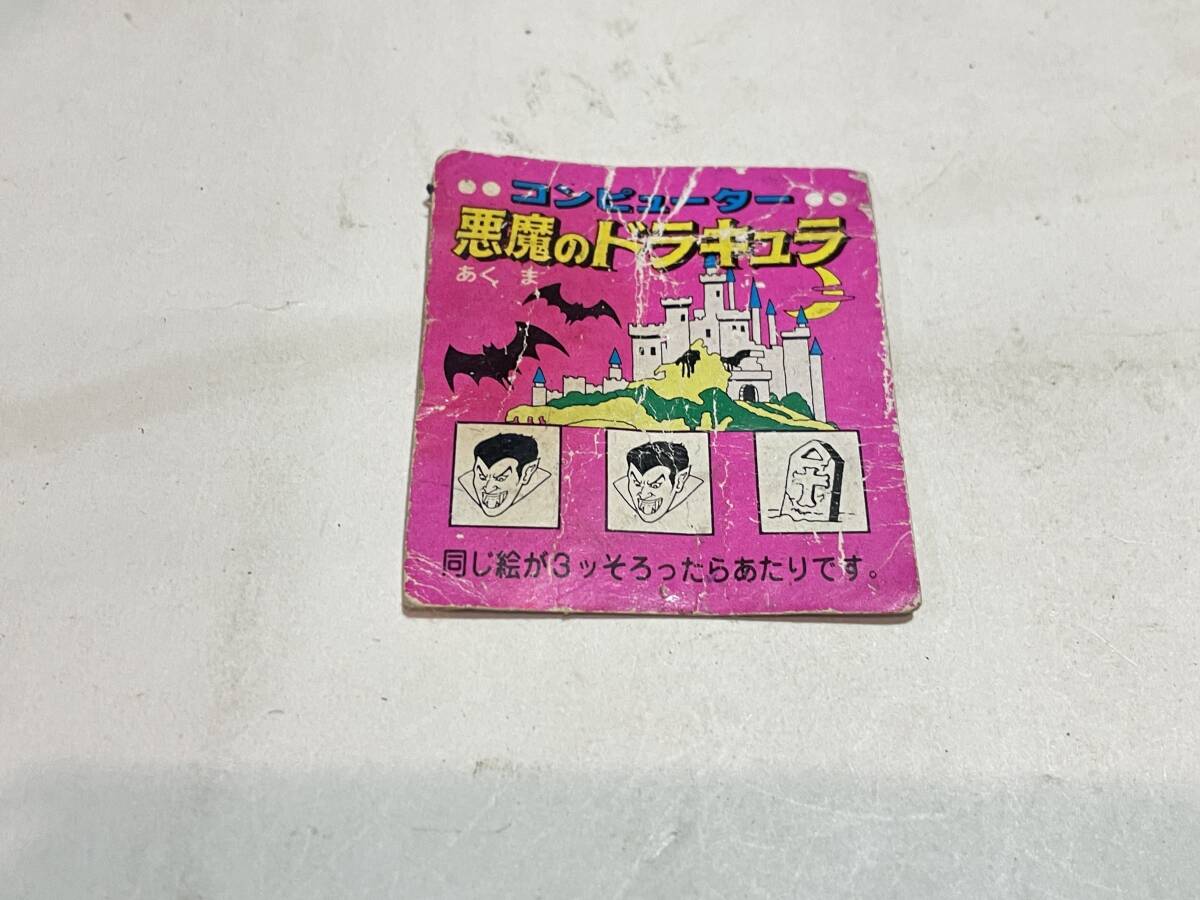 コンピューター
悪魔のドラキュラ
あくま
同じ絵が3ッそろったらあたりです。